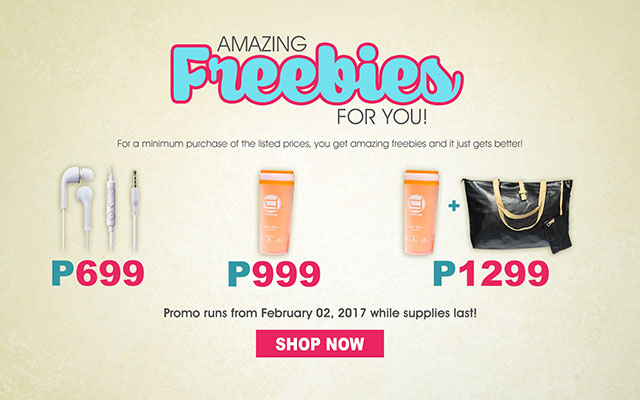 AMAZING
Freebies
FOR YOU!
For a minimum purchase of the listed prices, you get amazing freebies and it just gets better!
+
P699
P999
P1299
Promo runs from February 02, 2017 while supplies last!
SHOP NOW